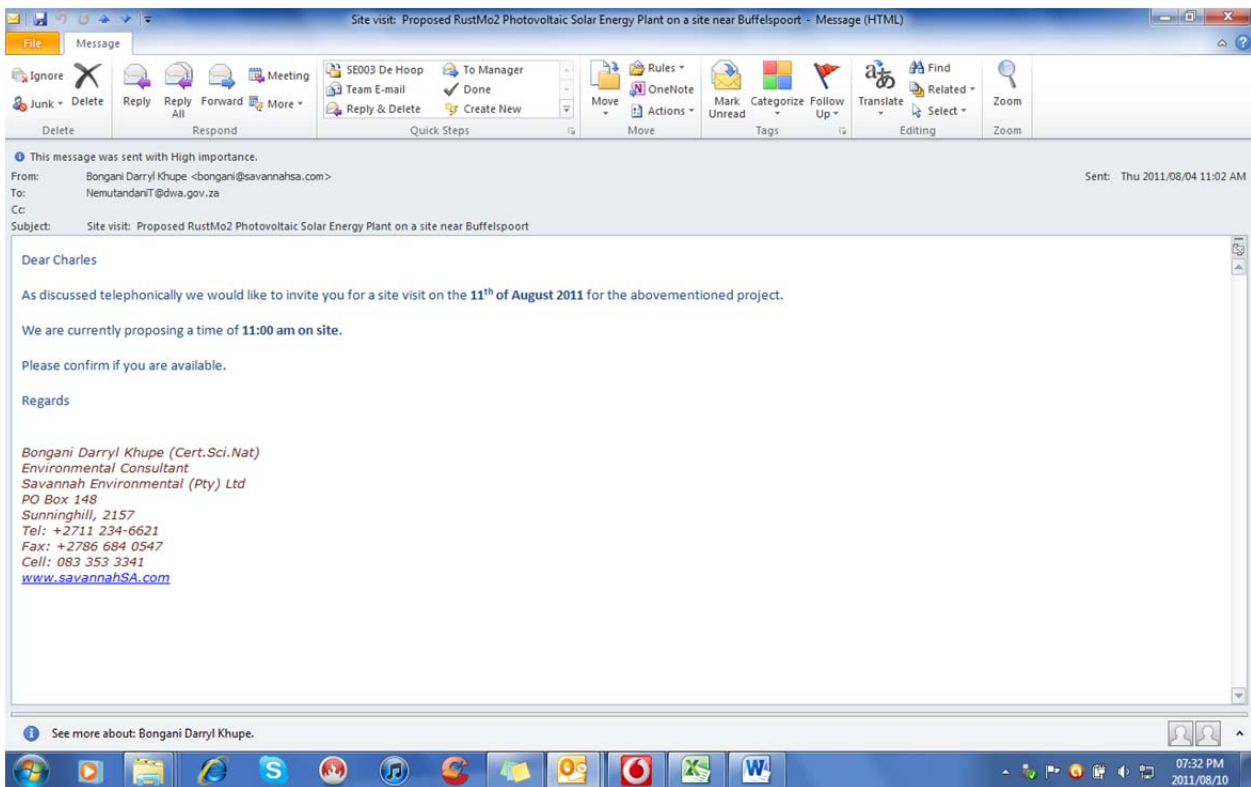 Site visit: Proposed RustMo2 Photovoltaic Solar Energy Plant on a site near Buffelspoort - Message (HTML)
File Message
Ignore
Junk
Delete
Reply
Reply All
Forward
Meeting
More
SE003 De Hoop
Team E-mail
Reply & Delete
To Manager
Done
Create New
Move
Rules
OneNote
Actions
Mark Unread
Categorize
Follow Up
Translate
Find
Related
Select
Zoom
Delete Respond Quick Steps Move Tags Editing Zoom
This message was sent with High importance.
From: Bongani Darryl Khupe <bongani@savannahsa.com> Sent: Thu 2011/08/04 11:02 AM
To: NemutandaniT@dwa.gov.za
Cc:
Subject: Site visit: Proposed RustMo2 Photovoltaic Solar Energy Plant on a site near Buffelspoort
Dear Charles
As discussed telephonically we would like to invite you for a site visit on the 11th of August 2011 for the abovementioned project.
We are currently proposing a time of 11:00 am on site.
Please confirm if you are available.
Regards
Bongani Darryl Khupe (Cert.Sci.Nat)
Environmental Consultant
Savannah Environmental (Pty) Ltd
PO Box 148
Sunninghill, 2157
Tel: +2711 234-6621
Fax: +2786 684 0547
Cell: 083 353 3341
www.savannahSA.com
See more about: Bongani Darryl Khupe.
07:32 PM
2011/08/10